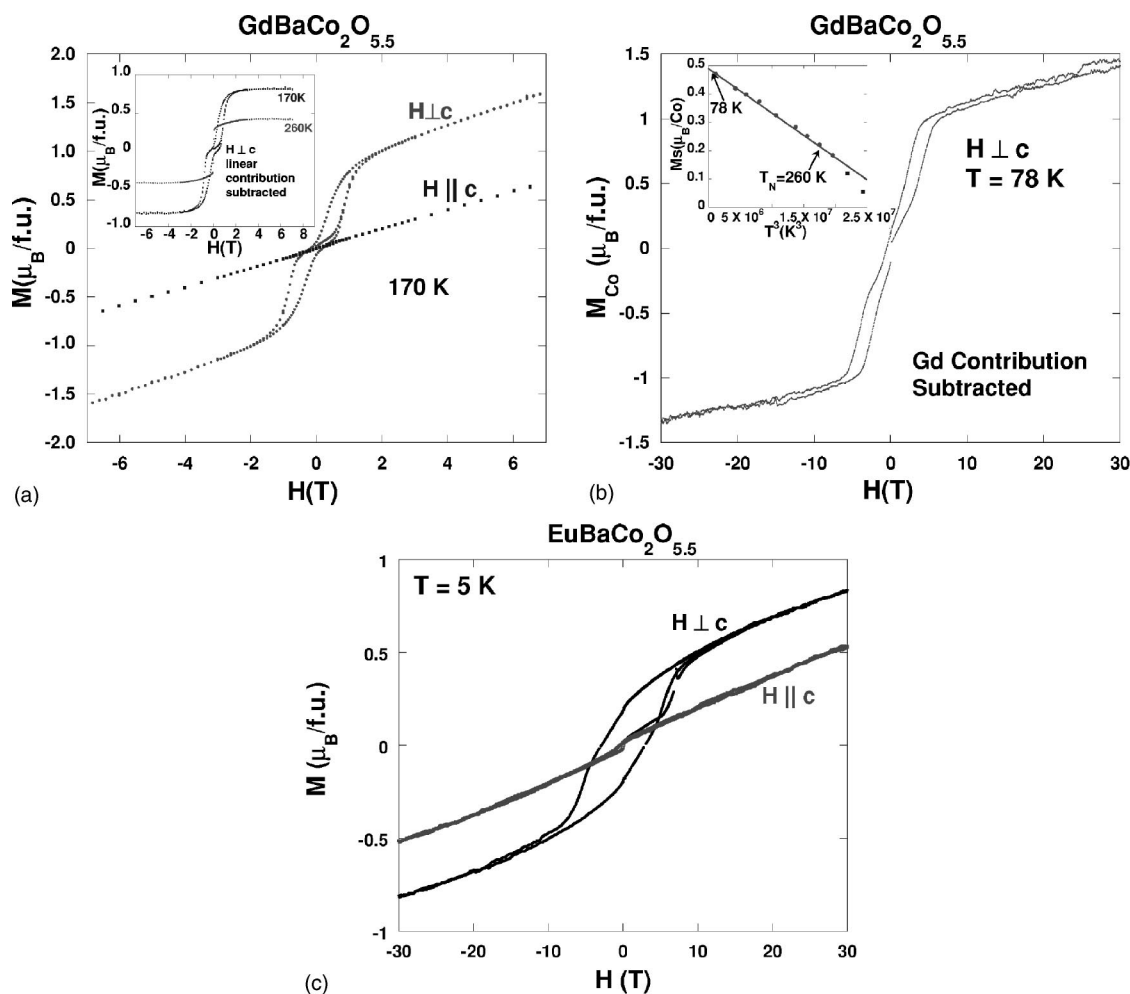 GdBaCo2O5.5
2.0
1.5
1.0
0.5
0
-0.5
-1.0
-1.5
2.0
M(μB/f.u.)
-6 -4 -2 0 2 4 6
H(T)
H⊥c
H || c
170 K
1.0
0.5
0
-0.5
-1.0
M(μB/f.u.)
170K
260K
H ⊥ c
linear
contribution
subtracted
-6 -4 -2 0 2 4 6
H(T)
(a)
GdBaCo2O5.5
1.5
1
0.5
0
-0.5
-1
1.5
MCo (μB/f.u.)
-30 -20 -10 0 10 20 30
H(T)
H ⊥ c
T = 78 K
Gd Contribution
Subtracted
0.5
0.4
0.3
0.2
0.1
0
Ms(μB/Co)
78 K
TN=260 K
0 5 X 10^6 1.5 X 10^7 2.5 X 10^7
T^3(K^3)
(b)
EuBaCo2O5.5
T = 5 K
1
0.5
0
-0.5
-1
M (μB/f.u.)
H ⊥ c
H || c
-30 -20 -10 0 10 20 30
H (T)
(c)